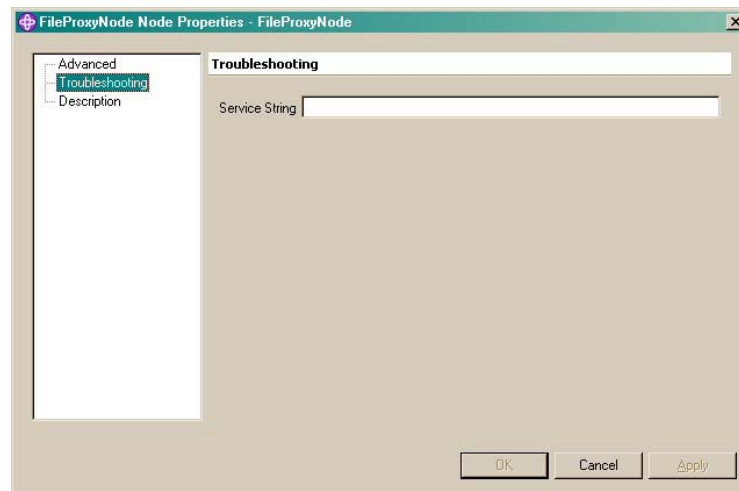 FileProxyNode Node Properties - FileProxyNode
Advanced
Troubleshooting
Description
Troubleshooting
Service String
OK
Cancel
Apply